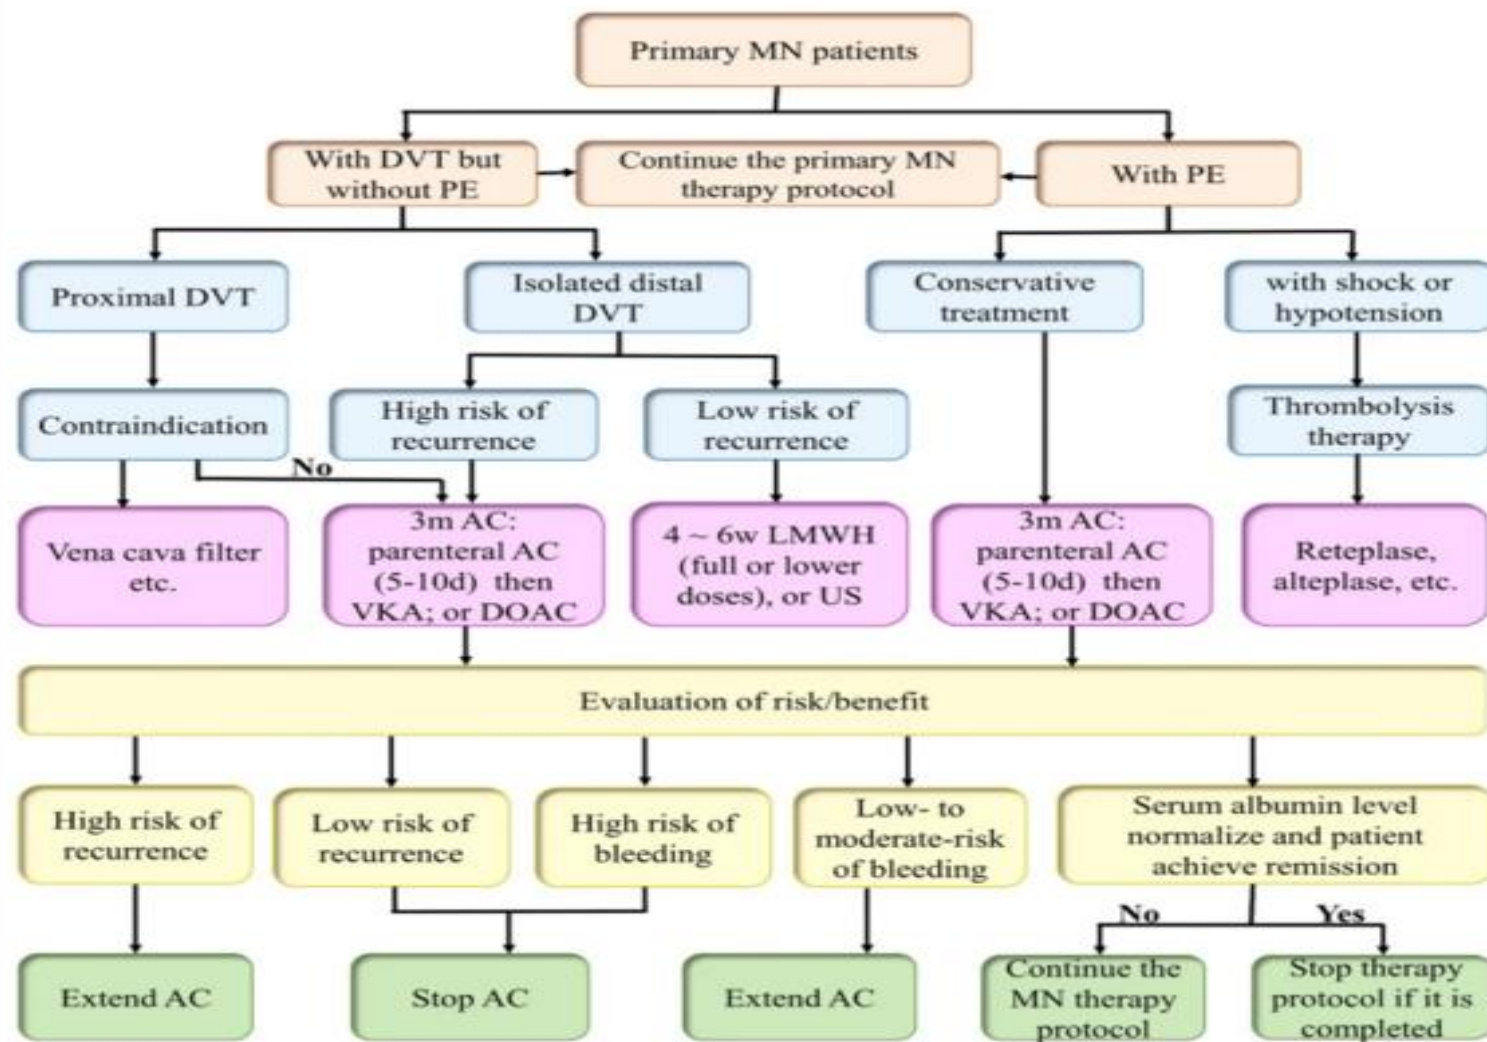 Primary MN patients
With DVT but
without PE
Continue the primary MN
therapy protocol
With PE
Proximal DVT
Isolated distal
DVT
Conservative
treatment
with shock or
hypotension
Contraindication
High risk of
recurrence
Low risk of
recurrence
Thrombolysis
therapy
No
Vena cava filter
etc.
3m AC:
parenteral AC
(5-10d) then
VKA; or DOAC
4 ~ 6w LMWH
(full or lower
doses), or US
3m AC:
parenteral AC
(5-10d) then
VKA; or DOAC
Reteplase,
alteplase, etc.
Evaluation of risk/benefit
High risk of
recurrence
Low risk of
recurrence
High risk of
bleeding
Low- to
moderate-risk
of bleeding
Serum albumin level
normalize and patient
achieve remission
No
Yes
Extend AC
Stop AC
Extend AC
Continue the
MN therapy
protocol
Stop therapy
protocol if it is
completed